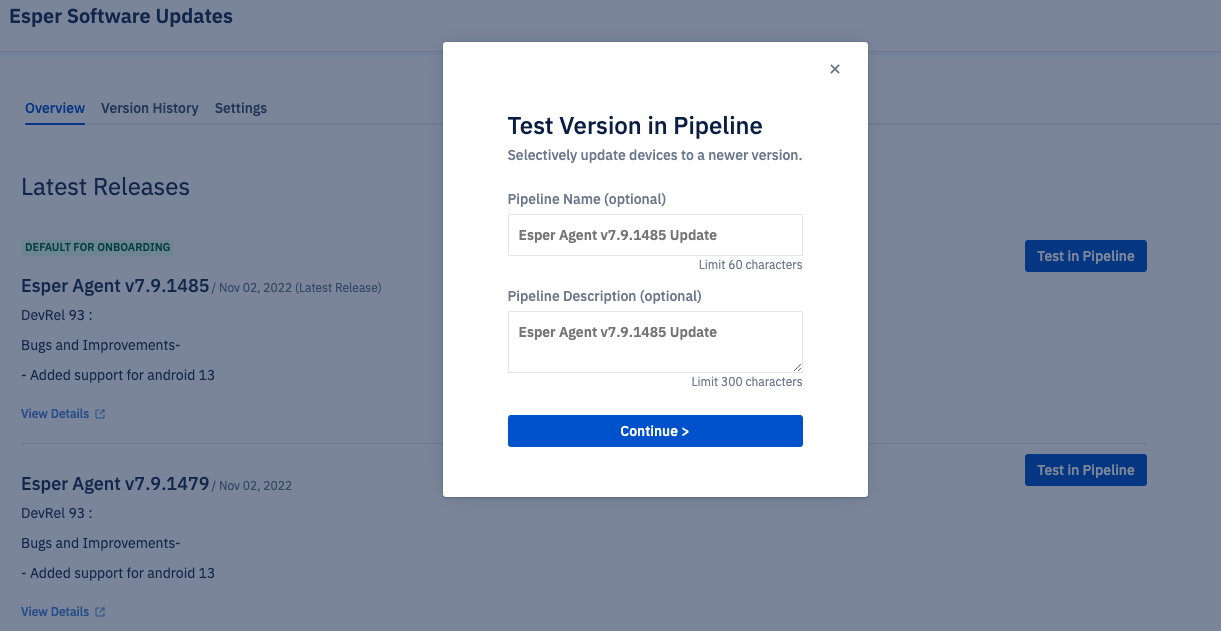 Esper Software Updates
Overview
Version History
Settings
Latest Releases
DEFAULT FOR ONBOARDING
Esper Agent v7.9.1485 / Nov 02, 2022 (Latest Release)
Test in Pipeline
DevRel 93 :
Bugs and Improvements-
- Added support for android 13
View Details
Esper Agent v7.9.1479 / Nov 02, 2022
Test in Pipeline
DevRel 93 :
Bugs and Improvements-
- Added support for android 13
View Details
Test Version in Pipeline
Selectively update devices to a newer version.
Pipeline Name (optional)
Esper Agent v7.9.1485 Update
Limit 60 characters
Pipeline Description (optional)
Esper Agent v7.9.1485 Update
Limit 300 characters
Continue >